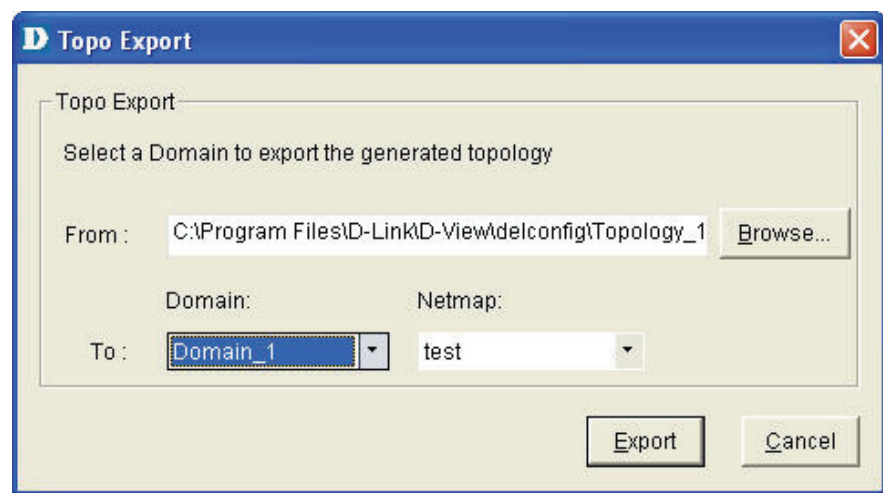 D Topo Export
Topo Export
Select a Domain to export the generated topology
From : C:\Program Files\D-Link\D-View\delconfig\Topology_1 Browse...
Domain: Netmap:
To : Domain_1 test
Export Cancel